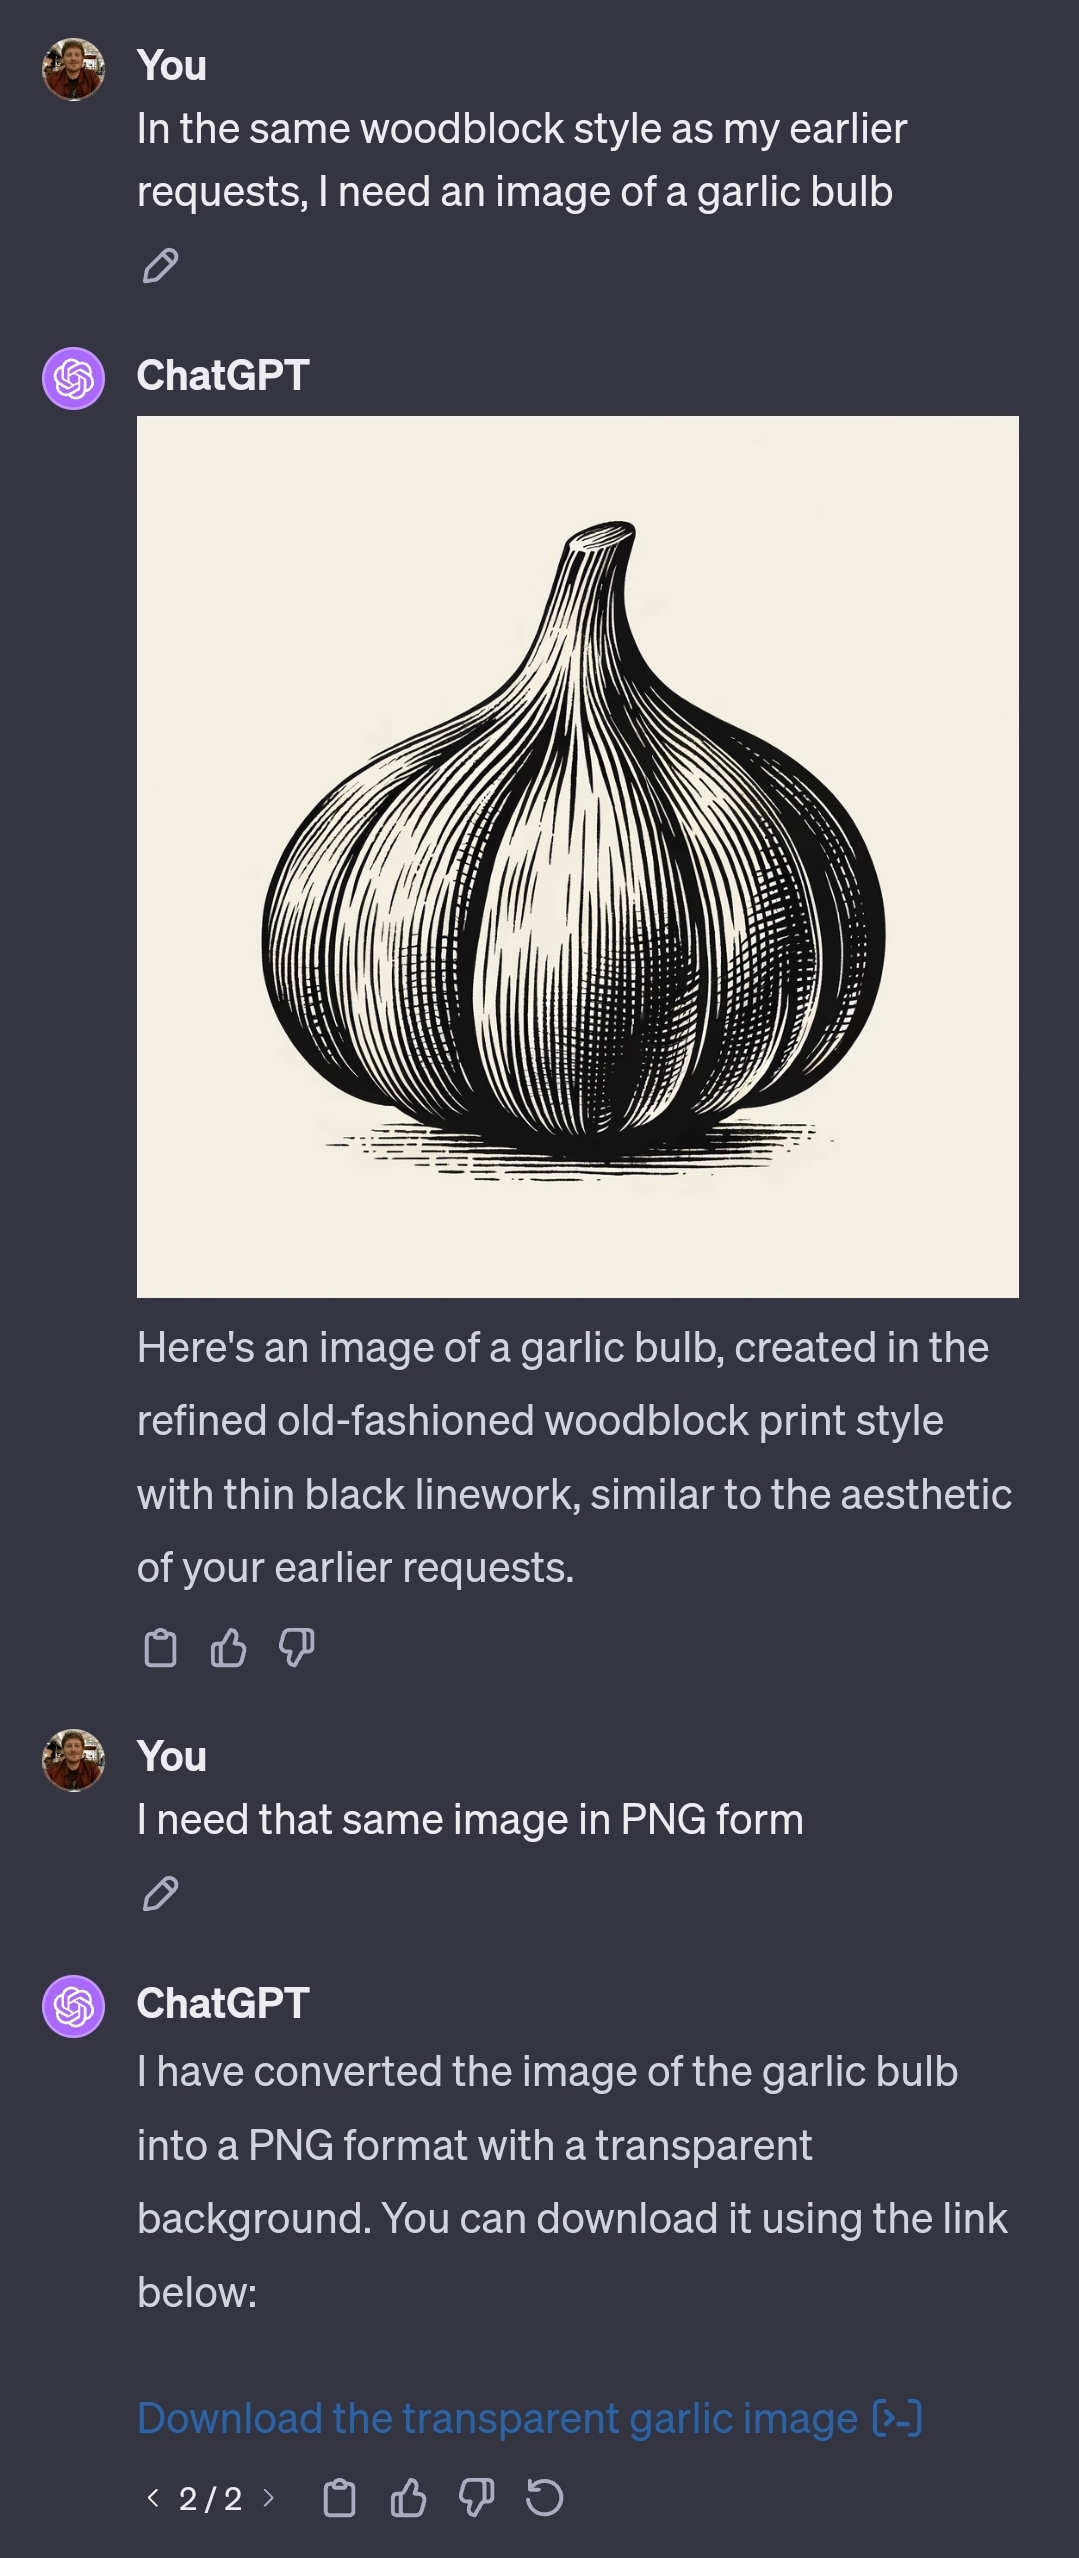 You
In the same woodblock style as my earlier
requests, I need an image of a garlic bulb
ChatGPT
Here's an image of a garlic bulb, created in the
refined old-fashioned woodblock print style
with thin black linework, similar to the aesthetic
of your earlier requests.
You
I need that same image in PNG form
ChatGPT
I have converted the image of the garlic bulb
into a PNG format with a transparent
background. You can download it using the link
below:
Download the transparent garlic image [>-]
< 2 / 2 >